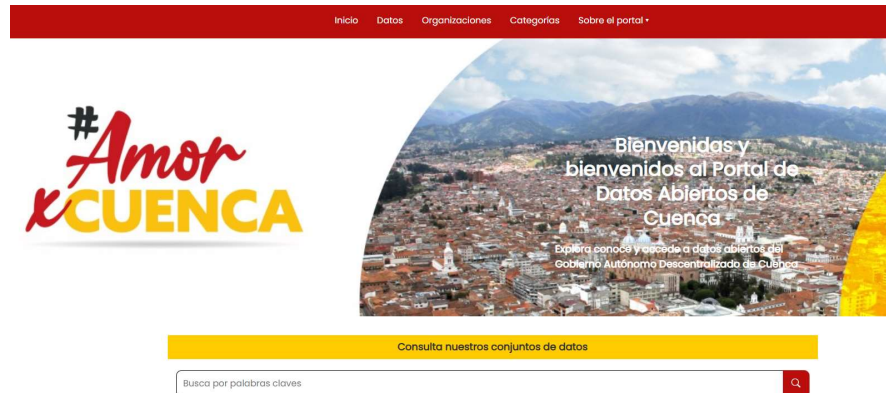 Inicio Datos Organizaciones Categorías Sobre el portal
#Amor
xCUENCA
Bienvenidas y
bienvenidos al Portal de
Datos Abiertos de
Cuenca
Explora conoce y accede a datos abiertos del
Gobierno Autónomo Descentralizado de Cuenca
Consulta nuestros conjuntos de datos
Busca por palabras claves